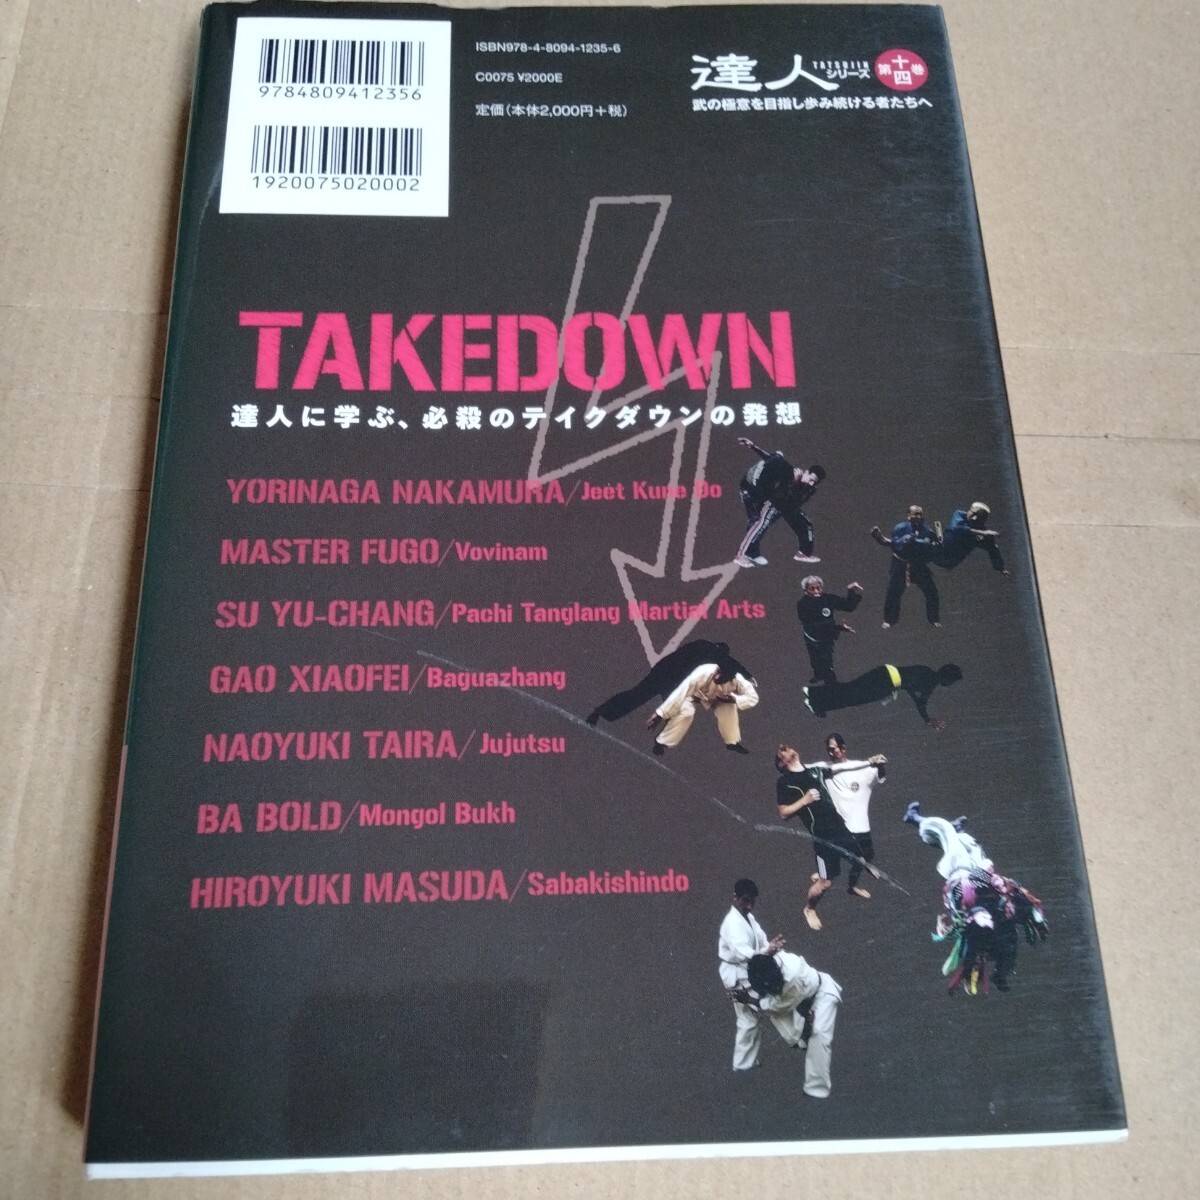 9784809412356
1920075020002
ISBN978-4-8094-1235-6
C0075 ¥2000E
定価(本体2,000円+税)
達人 TATSUJIN シリーズ 第十四巻
武の極意を目指し歩み続ける者たちへ
TAKEDOWN
達人に学ぶ、必殺のテイクダウンの発想
YORINAGA NAKAMURA/Jeet Kune Do
MASTER FUGO/Vovinam
SU YU-CHANG/Pachi Tanglang Martial Arts
GAO XIAOFEI/Baguazhang
NAOYUKI TAIRA/Jujutsu
BA BOLD/Mongol Bukh
HIROYUKI MASUDA/Sabakishindo